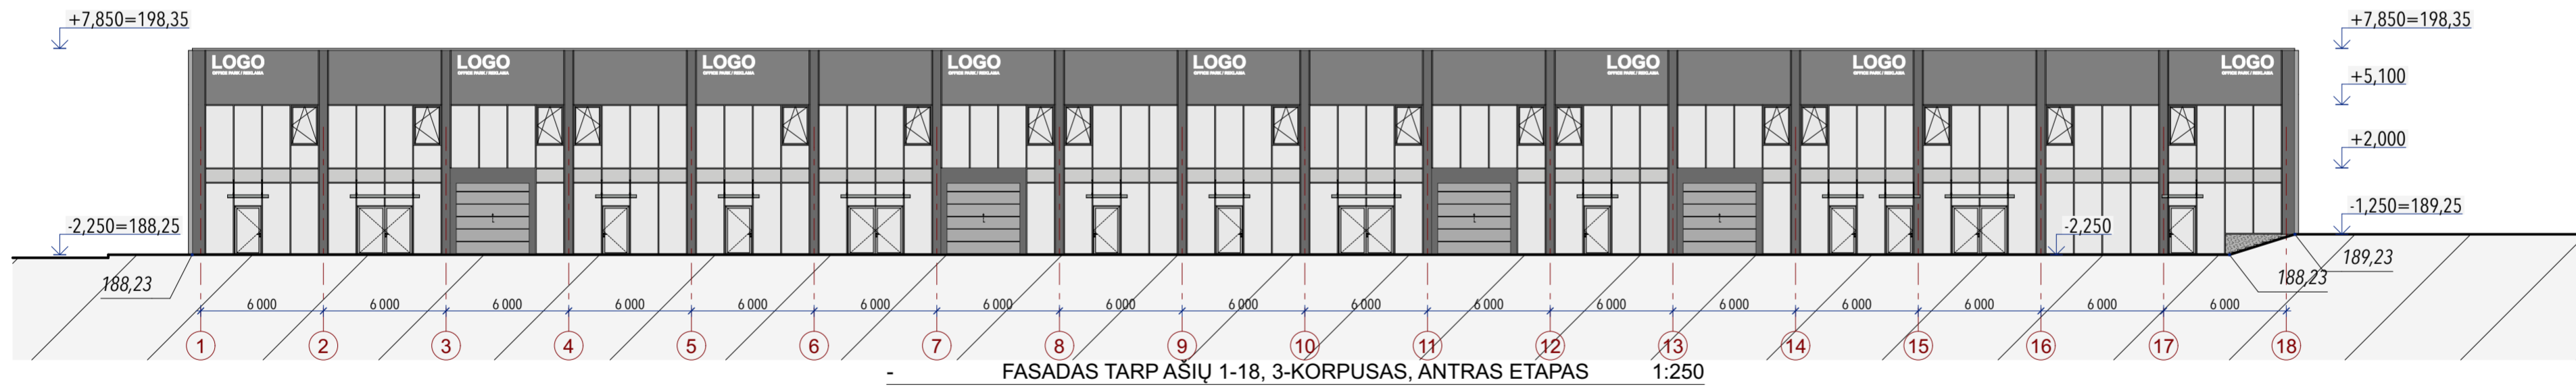 +7,850=198,35 +7,850=198,35
LOGO LOGO LOGO LOGO LOGO LOGO LOGO LOGO
OFFICE PARK / REKLAMA OFFICE PARK / REKLAMA OFFICE PARK / REKLAMA OFFICE PARK / REKLAMA OFFICE PARK / REKLAMA OFFICE PARK / REKLAMA OFFICE PARK / REKLAMA OFFICE PARK / REKLAMA
+5,100
+2,000
-1,250=189,25
-2,250=188,25 -2,250
189,23
188,23 188,23
6 000 6 000 6 000 6 000 6 000 6 000 6 000 6 000 6 000 6 000 6 000 6 000 6 000 6 000 6 000 6 000 6 000
1 2 3 4 5 6 7 8 9 10 11 12 13 14 15 16 17 18
- FASADAS TARP AŠIŲ 1-18, 3-KORPUSAS, ANTRAS ETAPAS 1:250